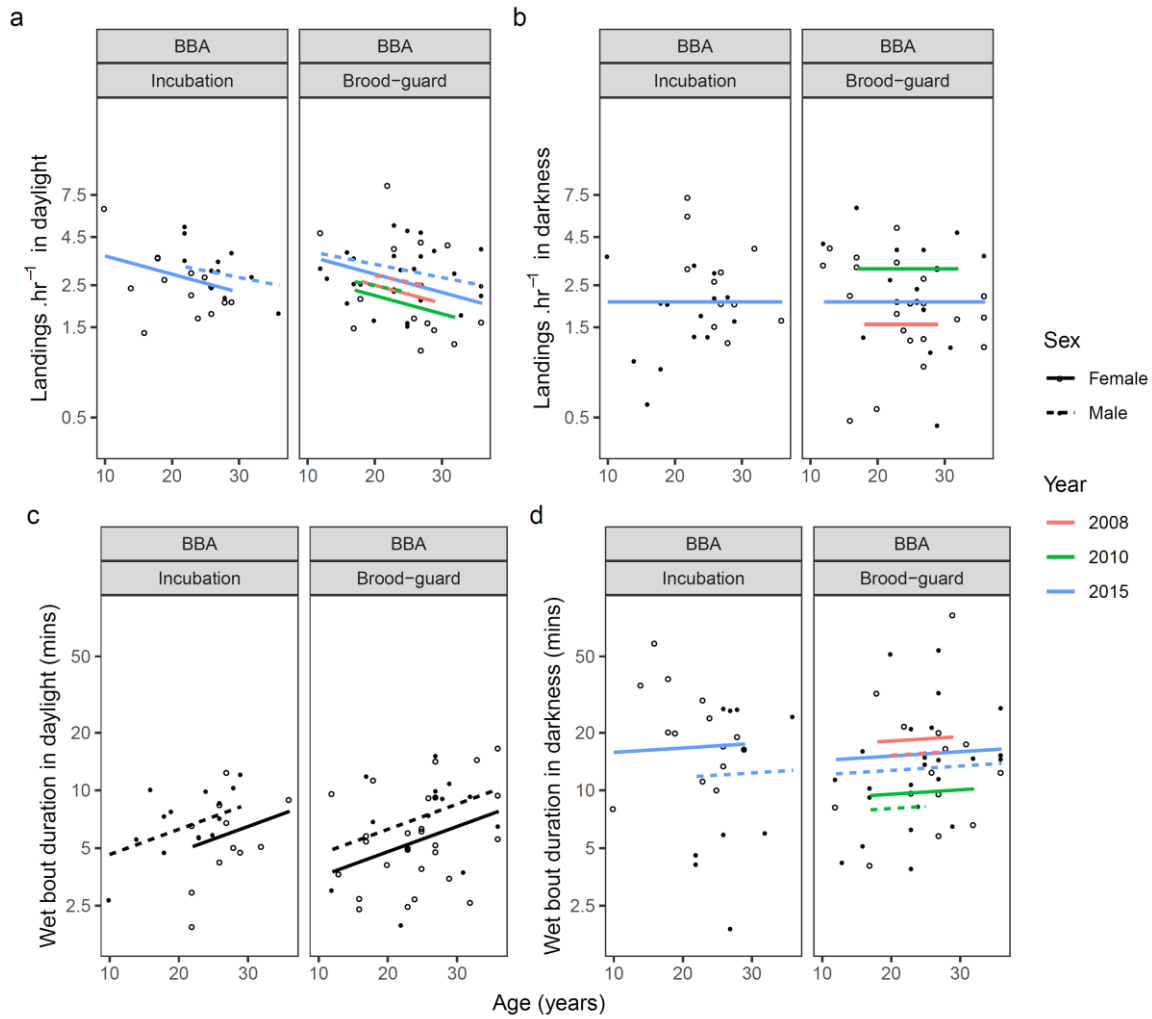 a
b
BBA
BBA
BBA
BBA
Incubation
Brood−guard
Incubation
Brood−guard
Landings .hr⁻¹ in daylight
7.5
4.5
2.5
1.5
0.5
10 20 30
10 20 30
Landings .hr⁻¹ in darkness
7.5
4.5
2.5
1.5
0.5
10 20 30
10 20 30
Sex
Female
Male
Year
2008
2010
2015
c
d
BBA
BBA
BBA
BBA
Incubation
Brood−guard
Incubation
Brood−guard
Wet bout duration in daylight (mins)
50
20
10
5
2.5
10 20 30
10 20 30
Wet bout duration in darkness (mins)
50
20
10
5
2.5
10 20 30
10 20 30
Age (years)